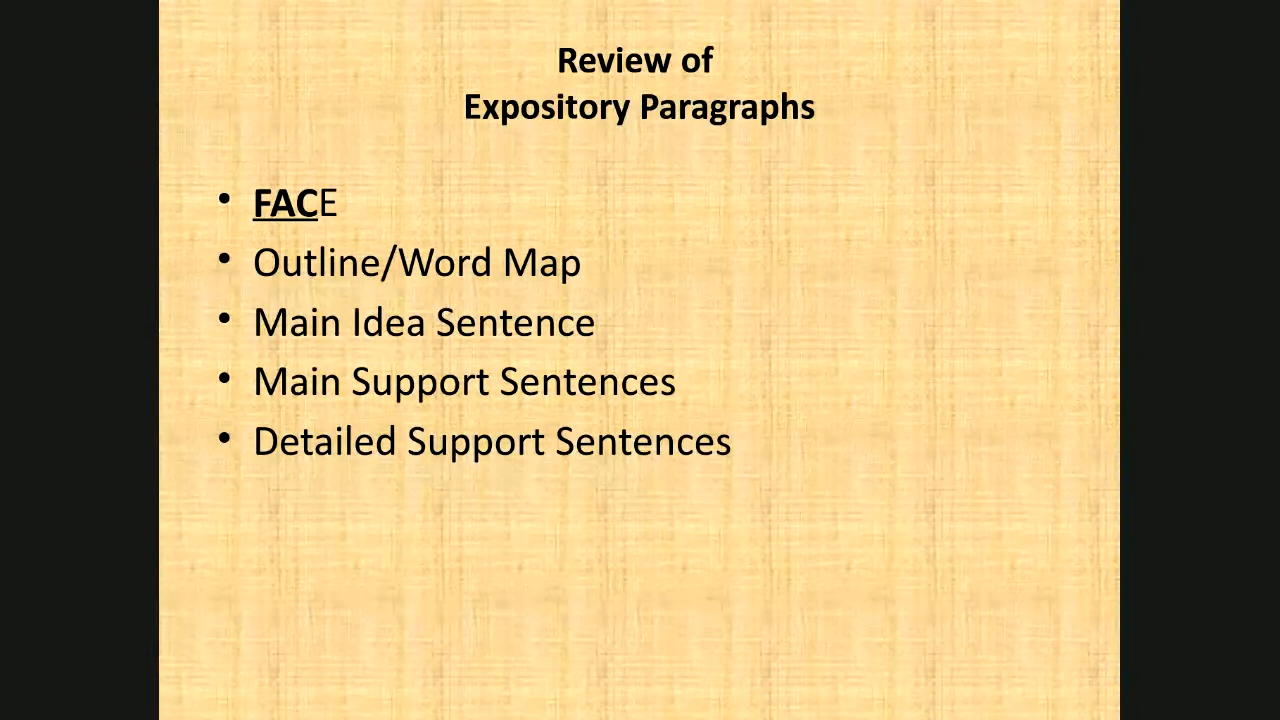 Review of
Expository Paragraphs
• FACE
• Outline/Word Map
• Main Idea Sentence
• Main Support Sentences
• Detailed Support Sentences